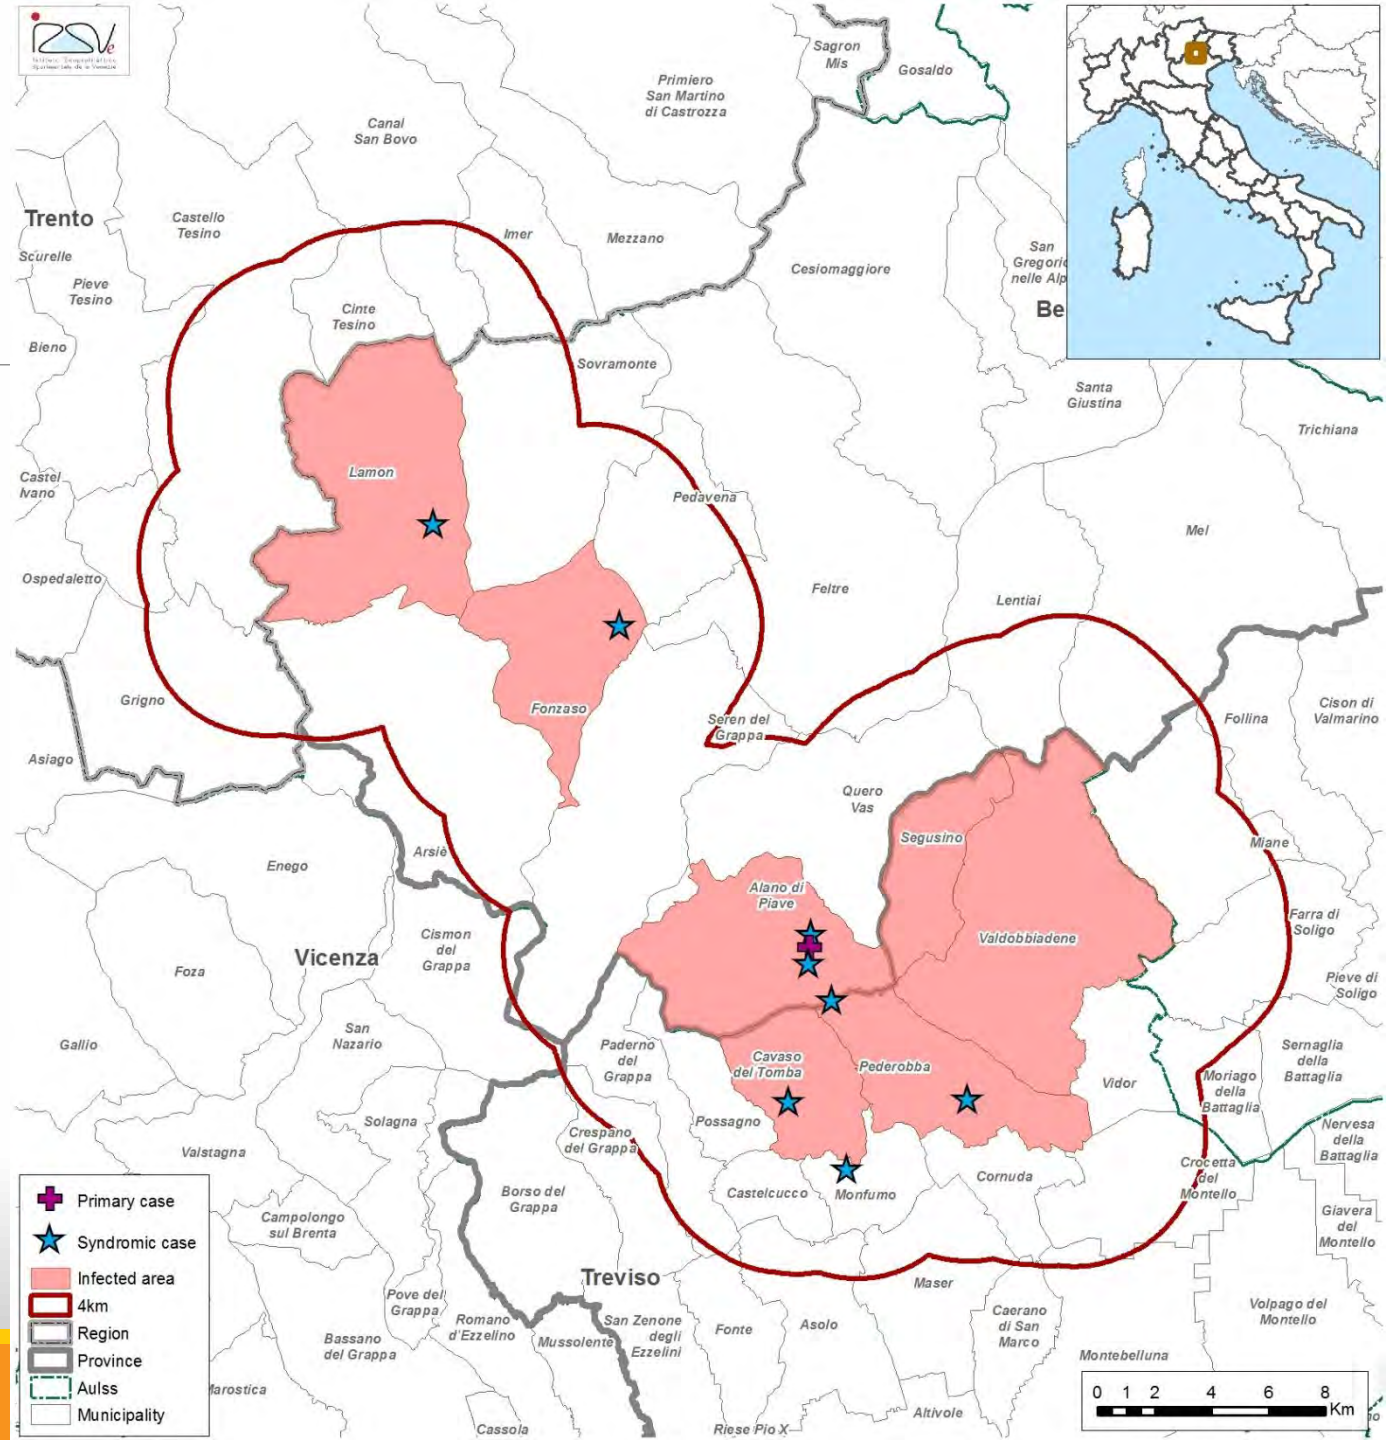 Sagron
Mis
Gosaldo
Primiero
San Martino
di Castrozza
Canal
San Bovo
Trento
Castello
Tesino
Imer
Mezzano
Scurelle
Pieve
Tesino
Cesiomaggiore
San
Gregorio
nelle Alp
Be
Cinte
Tesino
Bieno
Sovramonte
Santa
Giustina
Trichiana
Castel
Ivano
Lamon
Pedavena
Mel
Ospedaletto
Feltre
Lentiai
Grigno
Fonzaso
Seren del
Grappa
Follina
Cison di
Valmarino
Asiago
Quero
Vas
Segusino
Miane
Arsiè
Enego
Alano di
Piave
Farra di
Soligo
Cismon
del
Grappa
Valdobbiadene
Vicenza
Foza
Pieve di
Soligo
San
Nazario
Gallio
Paderno
del
Grappa
Cavaso
del Tomba
Pederobba
Sernaglia
della
Battaglia
Vidor
Moriago
della
Battaglia
Solagna
Possagno
Crespano
del Grappa
Nervesa
della
Battaglia
Valstagna
Crocetta
del
Montello
Castelcucco
Monfumo
Cornuda
Borso del
Grappa
Campolongo
sul Brenta
Giavera
del
Montello
Treviso
Maser
Pove del
Grappa
Romano
d'Ezzelino
Mussolente
San Zenone
degli
Ezzelini
Fonte
Asolo
Caerano
di San
Marco
Volpago del
Montello
Bassano
del Grappa
Montebelluna
Marostica
Cassola
Riese Pio X
Altivole
Primary case
Syndromic case
Infected area
4km
Region
Province
Aulss
Municipality
0 1 2 4 6 8
Km